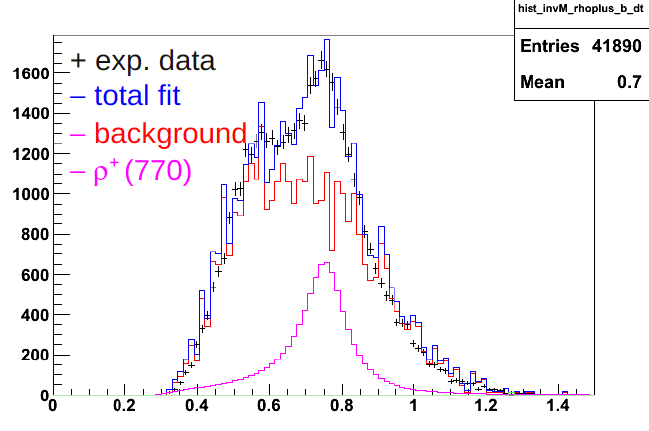 hist_invM_rhoplus_b_dt
Entries 41890
Mean 0.7
+ exp. data
– total fit
– background
– ρ⁺(770)
1600
1400
1200
1000
800
600
400
200
0
0 0.2 0.4 0.6 0.8 1 1.2 1.4